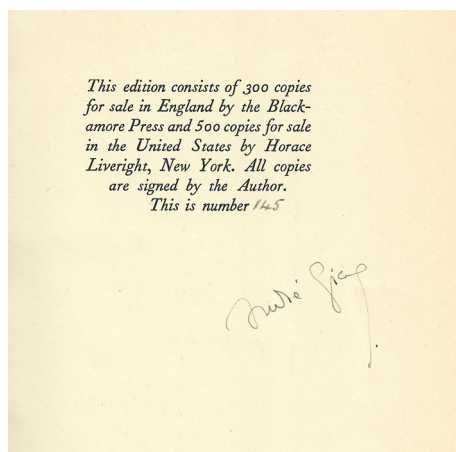 This edition consists of 300 copies
for sale in England by the Black-
amore Press and 500 copies for sale
in the United States by Horace
Liveright, New York. All copies
are signed by the Author.
This is number 145
André Gide